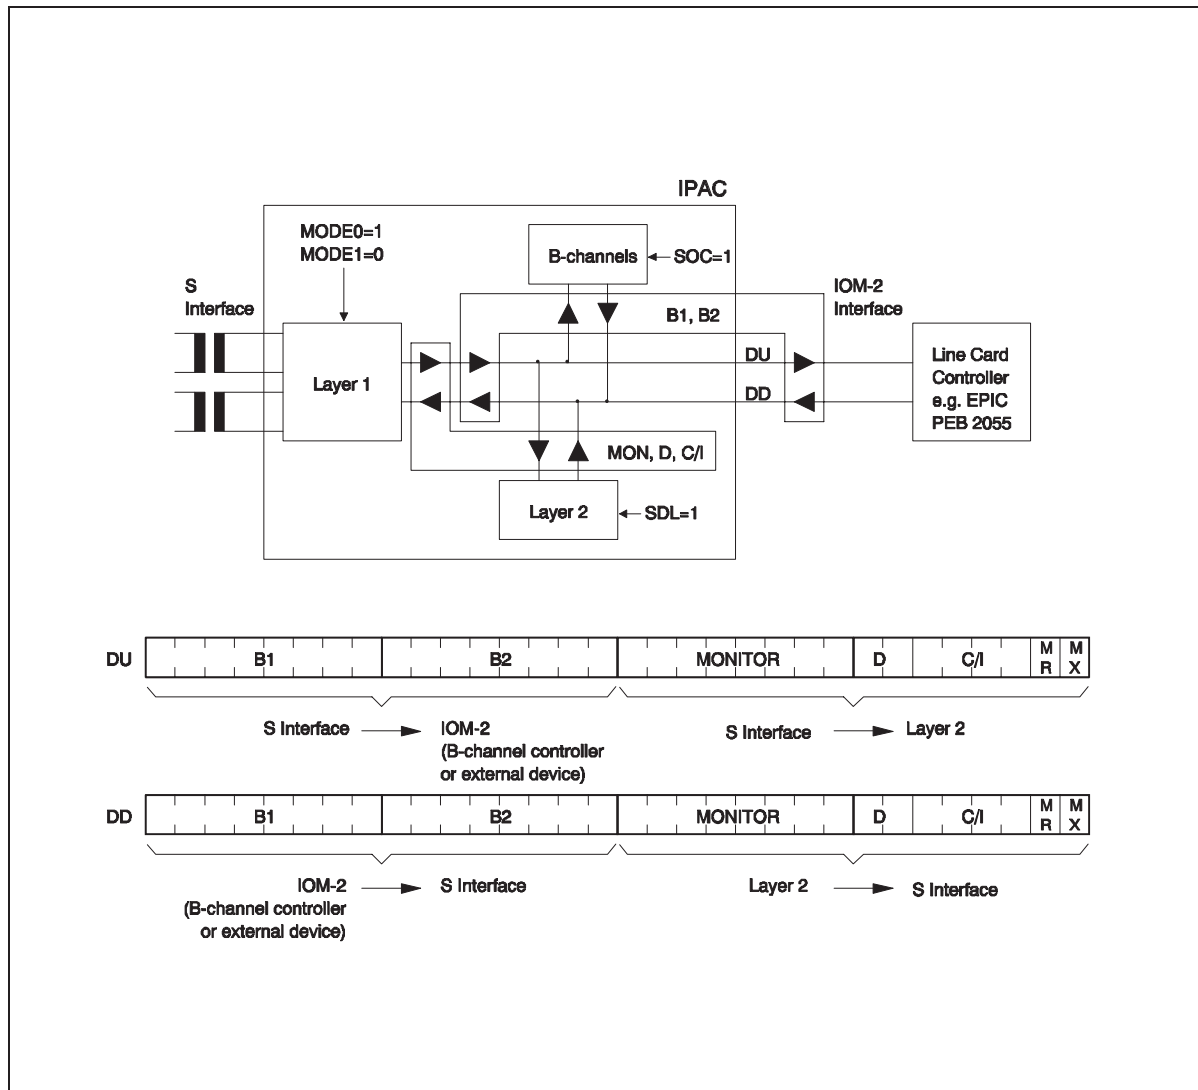 IPAC
MODE0=1
MODE1=0
B-channels
SOC=1
S
Interface
IOM-2
Interface
B1, B2
Layer 1
DU
DD
Line Card
Controller
e.g. EPIC
PEB 2055
MON, D, C/I
Layer 2
SDL=1
DU B1 B2 MONITOR D C/I M R M X
S Interface IOM-2
(B-channel controller
or external device)
S Interface Layer 2
DD B1 B2 MONITOR D C/I M R M X
IOM-2 S Interface
(B-channel controller
or external device)
Layer 2 S Interface